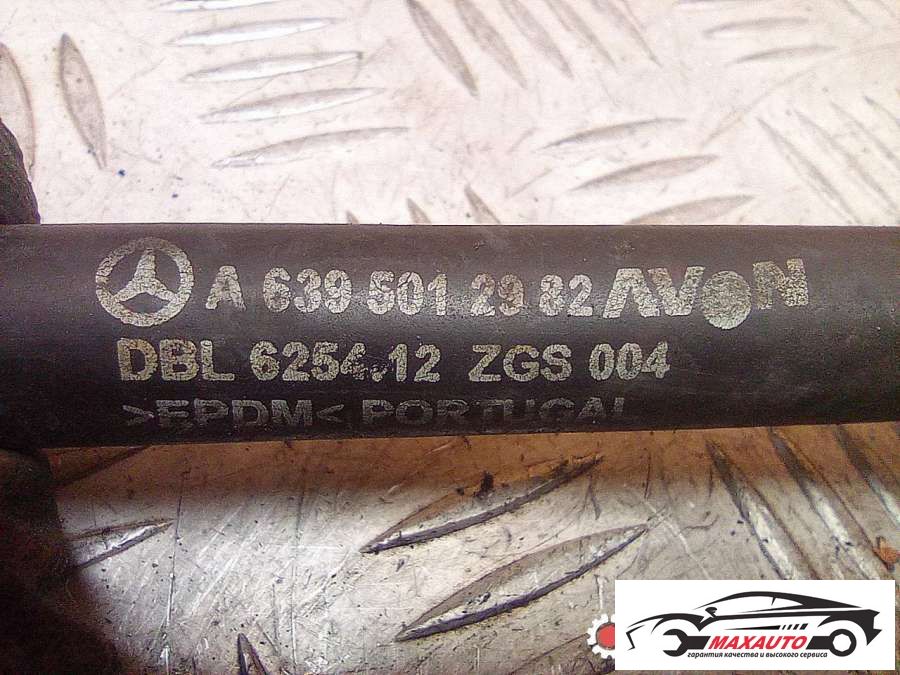 A 639 501 29 82 AVON
DBL 6254.12 ZGS 004
>EPDM< PORTUGAL
MAXAUTO
гарантия качества и высокого сервиса